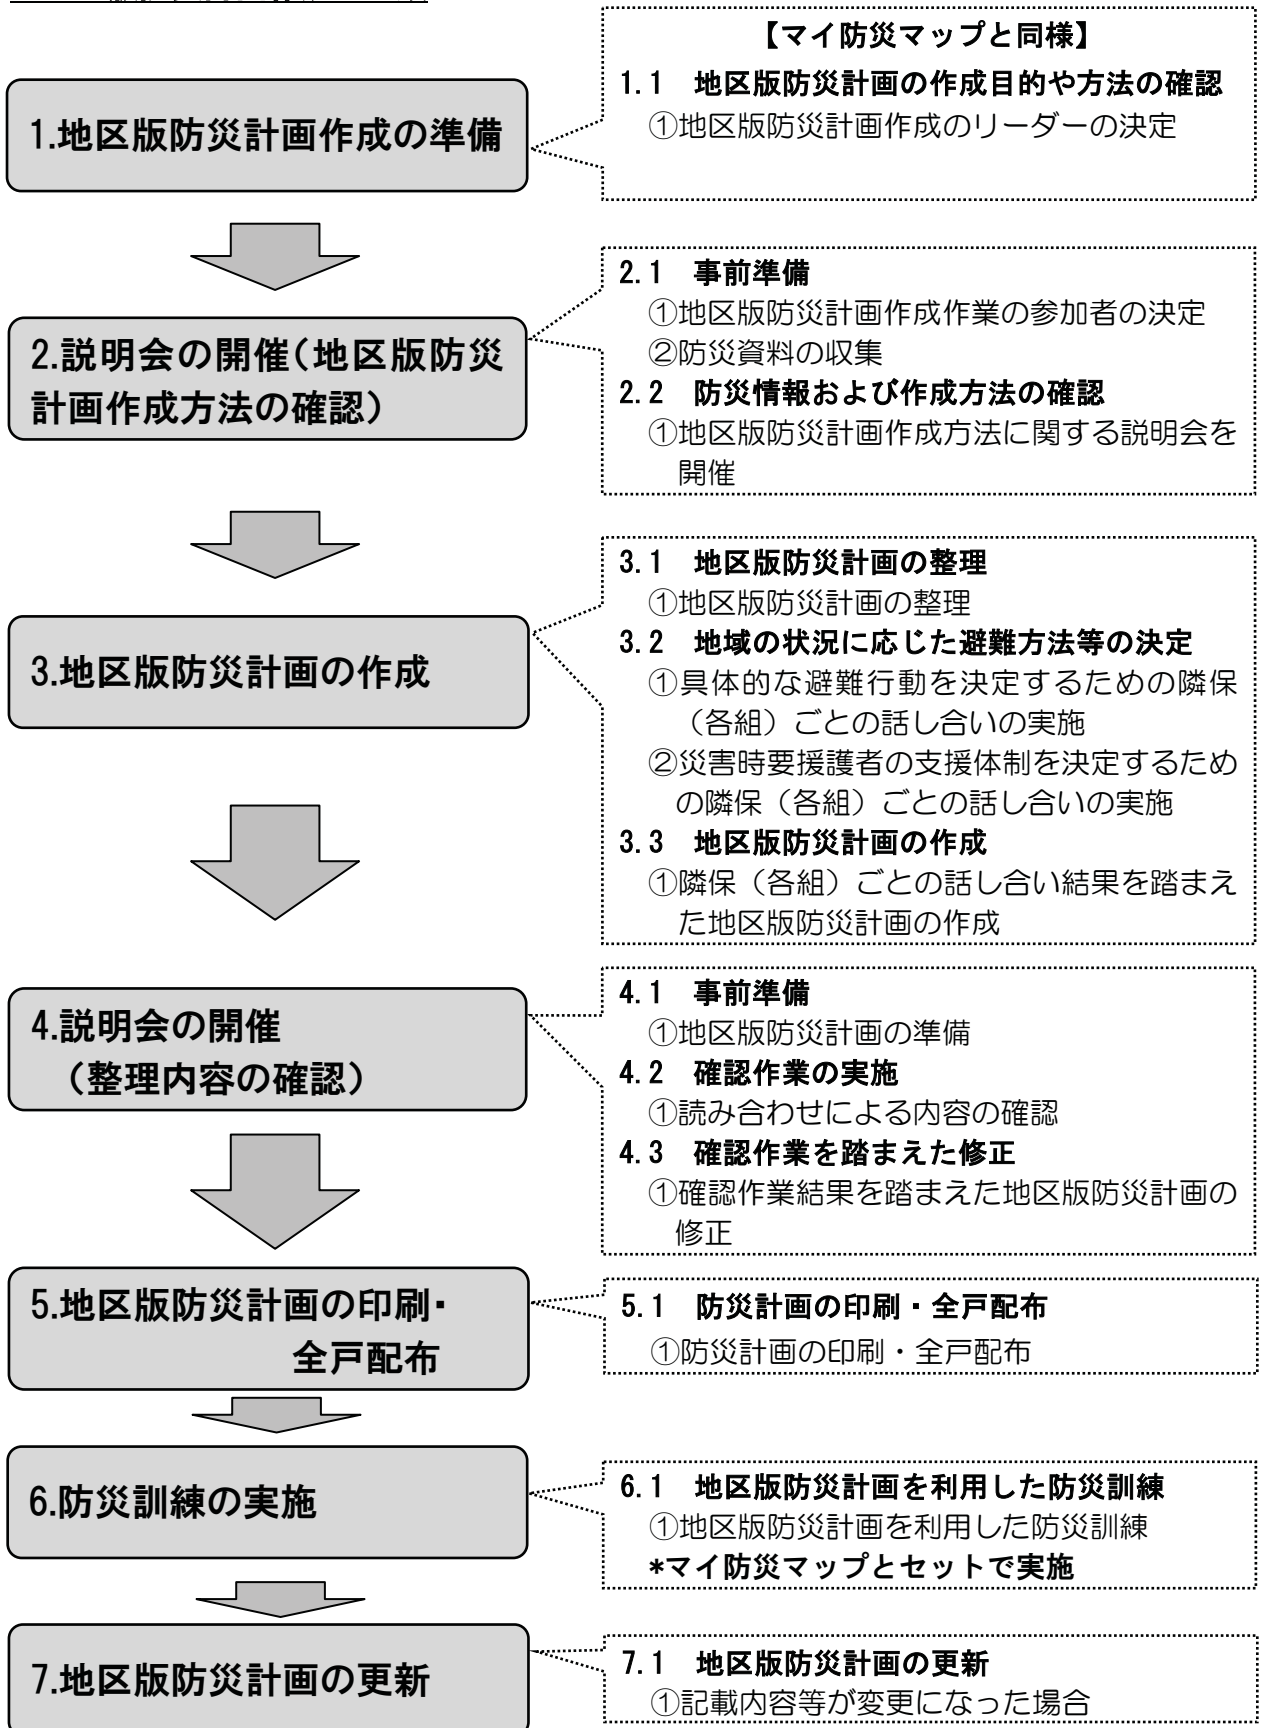 【マイ防災マップと同様】
1.1 地区版防災計画の作成目的や方法の確認
①地区版防災計画作成のリーダーの決定
1.地区版防災計画作成の準備
2.1 事前準備
①地区版防災計画作成作業の参加者の決定
②防災資料の収集
2.2 防災情報および作成方法の確認
①地区版防災計画作成方法に関する説明会を
開催
2.説明会の開催(地区版防災
計画作成方法の確認)
3.1 地区版防災計画の整理
①地区版防災計画の整理
3.2 地域の状況に応じた避難方法等の決定
①具体的な避難行動を決定するための隣保
（各組）ごとの話し合いの実施
②災害時要援護者の支援体制を決定するため
の隣保（各組）ごとの話し合いの実施
3.3 地区版防災計画の作成
①隣保（各組）ごとの話し合い結果を踏まえ
た地区版防災計画の作成
3.地区版防災計画の作成
4.1 事前準備
①地区版防災計画の準備
4.2 確認作業の実施
①読み合わせによる内容の確認
4.3 確認作業を踏まえた修正
①確認作業結果を踏まえた地区版防災計画の
修正
4.説明会の開催
（整理内容の確認）
5.地区版防災計画の印刷・
全戸配布
5.1 防災計画の印刷・全戸配布
①防災計画の印刷・全戸配布
6.防災訓練の実施
6.1 地区版防災計画を利用した防災訓練
①地区版防災計画を利用した防災訓練
*マイ防災マップとセットで実施
7.地区版防災計画の更新
7.1 地区版防災計画の更新
①記載内容等が変更になった場合